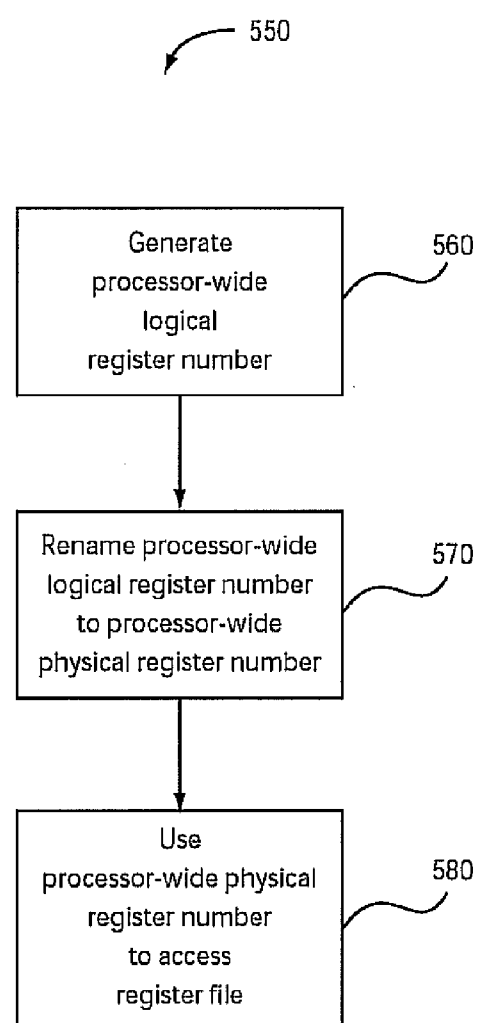 550
Generate
processor-wide
logical
register number
560
Rename processor-wide
logical register number
to processor-wide
physical register number
570
Use
processor-wide physical
register number
to access
register file
580